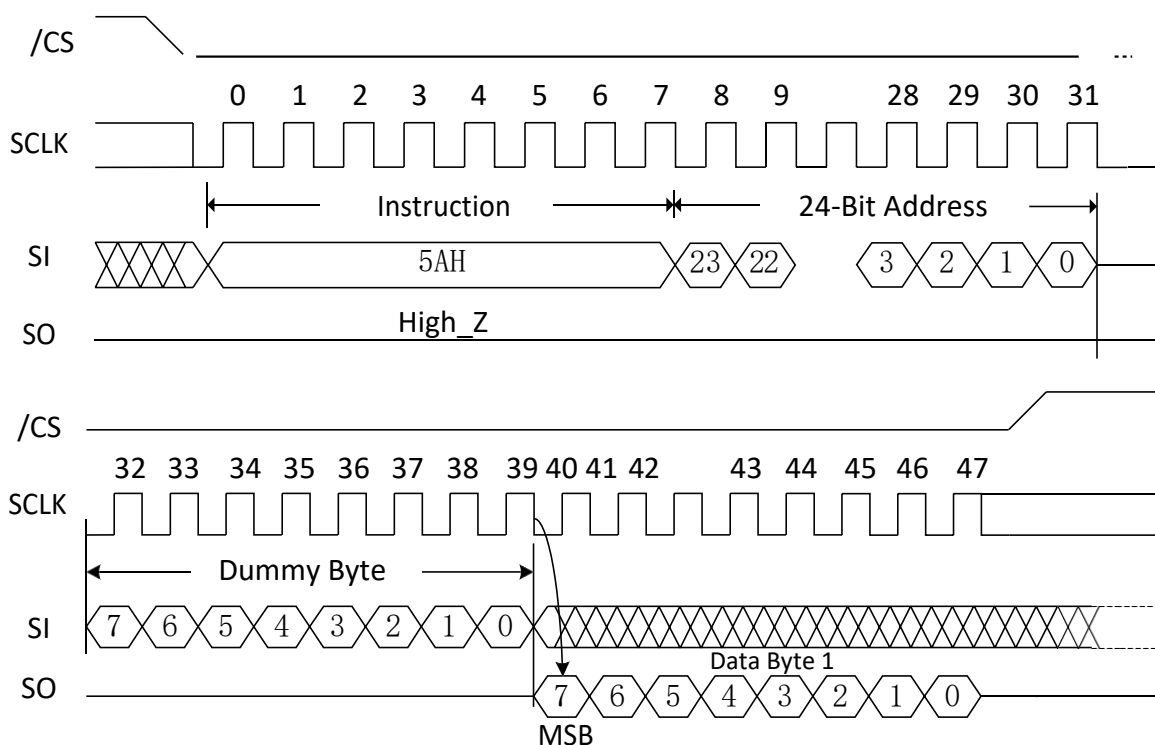 /CS
0 1 2 3 4 5 6 7 8 9 28 29 30 31
SCLK
Instruction 24-Bit Address
SI 5AH 23 22 3 2 1 0
High_Z
SO
/CS
32 33 34 35 36 37 38 39 40 41 42 43 44 45 46 47
SCLK
Dummy Byte
SI 7 6 5 4 3 2 1 0
Data Byte 1
SO 7 6 5 4 3 2 1 0
MSB